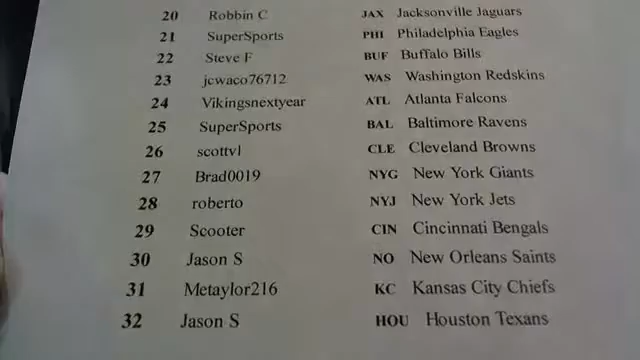 20 Robbin C JAX Jacksonville Jaguars
21 SuperSports PHI Philadelphia Eagles
22 Steve F BUF Buffalo Bills
23 jcwaco76712 WAS Washington Redskins
24 Vikingsnextyear ATL Atlanta Falcons
25 SuperSports BAL Baltimore Ravens
26 scottvl CLE Cleveland Browns
27 Brad0019 NYG New York Giants
28 roberto NYJ New York Jets
29 Scooter CIN Cincinnati Bengals
30 Jason S NO New Orleans Saints
31 Metaylor216 KC Kansas City Chiefs
32 Jason S HOU Houston Texans